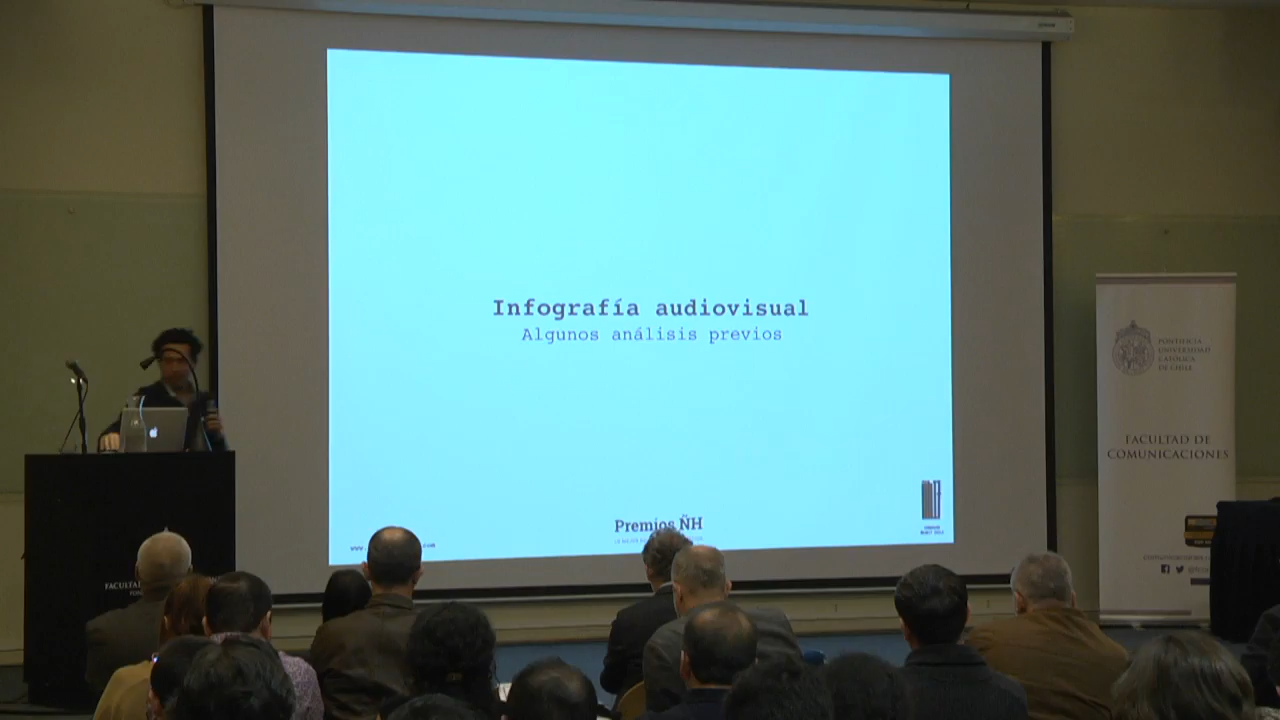 Infografía audiovisual
Algunos análisis previos
Premios ÑH
PONTIFICIA
UNIVERSIDAD
CATÓLICA
DE CHILE
FACULTAD DE
COMUNICACIONES